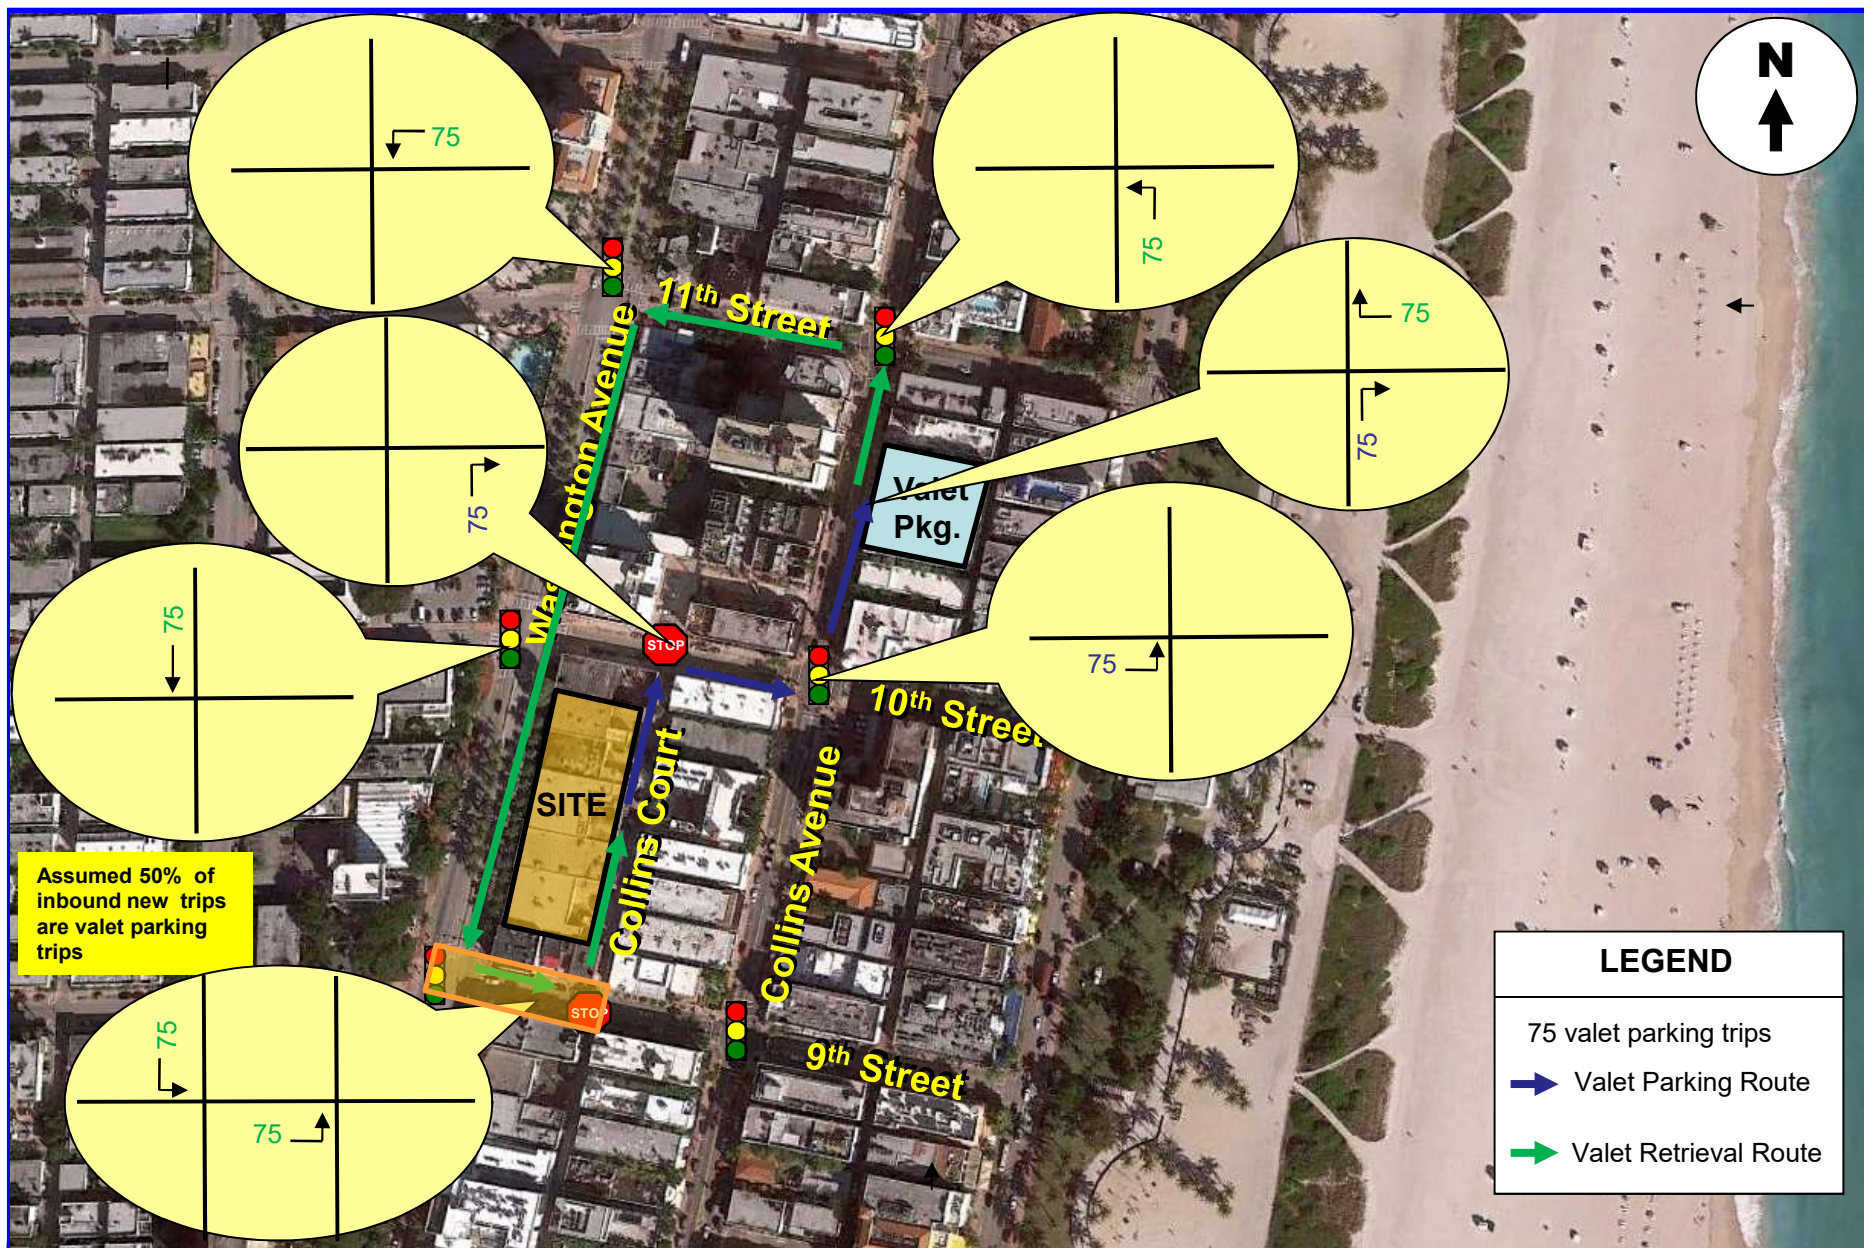 N
75
75
11th Street
75
75
75
75
75
75
Washington Avenue
Valet
Pkg.
STOP
10th Street
SITE
Collins Court
Collins Avenue
Assumed 50% of
inbound new trips
are valet parking
trips
STOP
75
75
9th Street
LEGEND
75 valet parking trips
Valet Parking Route
Valet Retrieval Route